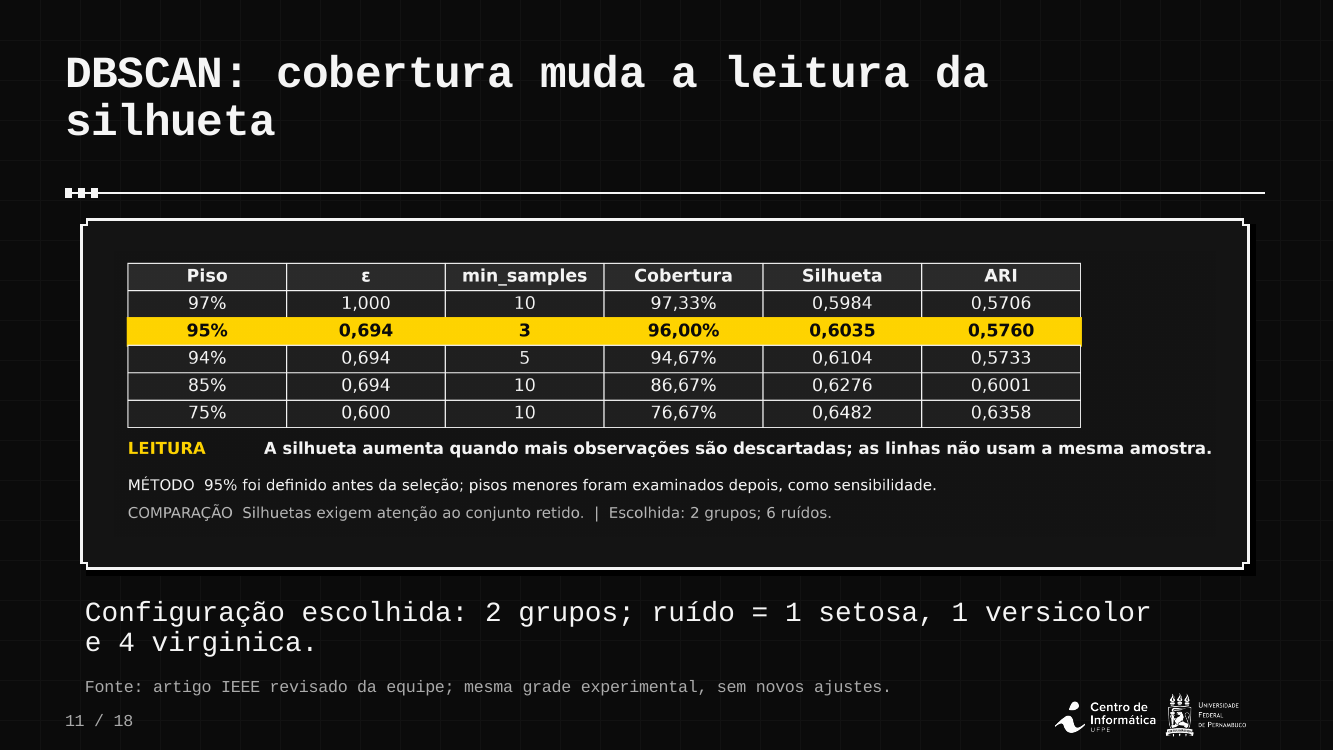 DBSCAN: cobertura muda a leitura da
silhueta
Piso ε min_samples Cobertura Silhueta ARI
97% 1,000 10 97,33% 0,5984 0,5706
95% 0,694 3 96,00% 0,6035 0,5760
94% 0,694 5 94,67% 0,6104 0,5733
85% 0,694 10 86,67% 0,6276 0,6001
75% 0,600 10 76,67% 0,6482 0,6358
LEITURA A silhueta aumenta quando mais observações são descartadas; as linhas não usam a mesma amostra.
MÉTODO 95% foi definido antes da seleção; pisos menores foram examinados depois, como sensibilidade.
COMPARAÇÃO Silhuetas exigem atenção ao conjunto retido. | Escolhida: 2 grupos; 6 ruídos.
Configuração escolhida: 2 grupos; ruído = 1 setosa, 1 versicolor
e 4 virginica.
Fonte: artigo IEEE revisado da equipe; mesma grade experimental, sem novos ajustes.
11 / 18
Centro de
Informática
UFPE
UNIVERSIDADE
FEDERAL
DE PERNAMBUCO